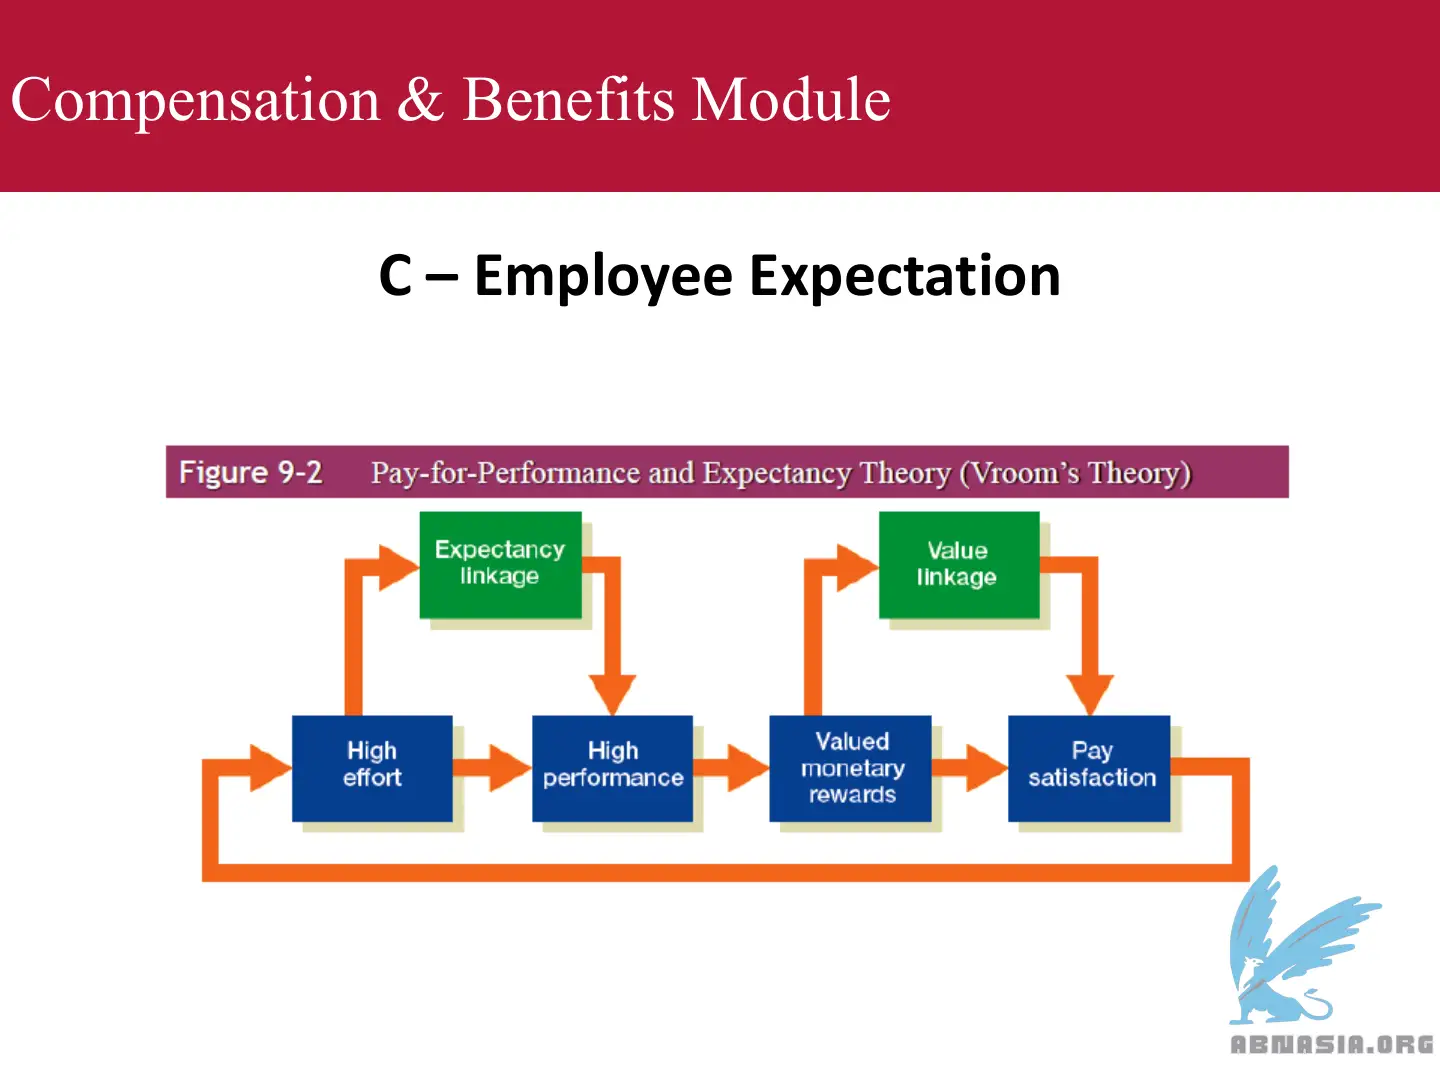 Compensation & Benefits Module
C – Employee Expectation
Figure 9-2 Pay-for-Performance and Expectancy Theory (Vroom's Theory)
Expectancy
linkage
Value
linkage
High
effort
High
performance
Valued
monetary
rewards
Pay
satisfaction
ABNASIA.ORG